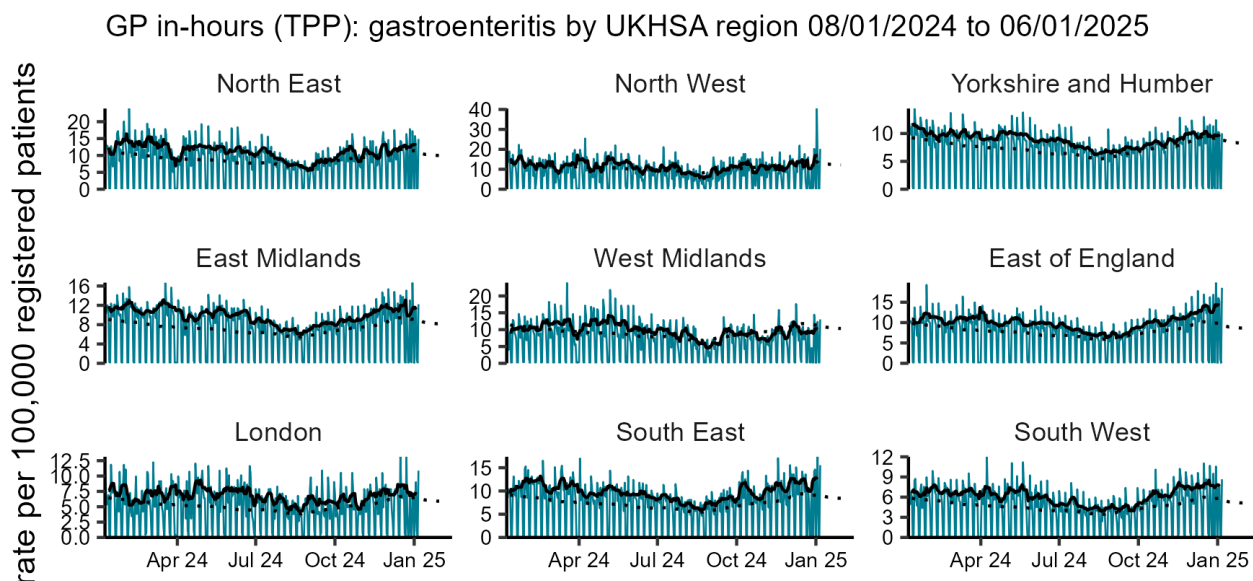 GP in-hours (TPP): gastroenteritis by UKHSA region 08/01/2024 to 06/01/2025
rate per 100,000 registered patients
North East
North West
Yorkshire and Humber
20
15
10
5
0
40
30
20
10
0
10
5
0
East Midlands
West Midlands
East of England
16
12
8
4
0
20
15
10
5
0
15
10
5
0
London
South East
South West
12.5
10.0
7.5
5.0
2.5
0.0
15
10
5
0
12
9
6
3
0
Apr 24
Jul 24
Oct 24
Jan 25
Apr 24
Jul 24
Oct 24
Jan 25
Apr 24
Jul 24
Oct 24
Jan 25